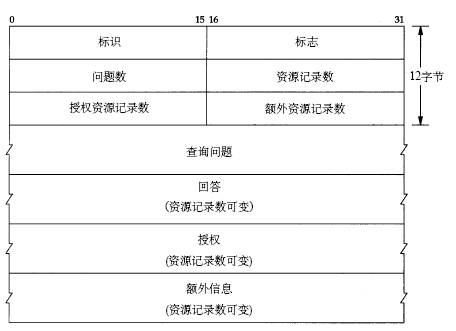 0 15 16 31
标识 标志
问题数 资源记录数 12字节
授权资源记录数 额外资源记录数
查询问题
回答
(资源记录数可变)
授权
(资源记录数可变)
额外信息
(资源记录数可变)